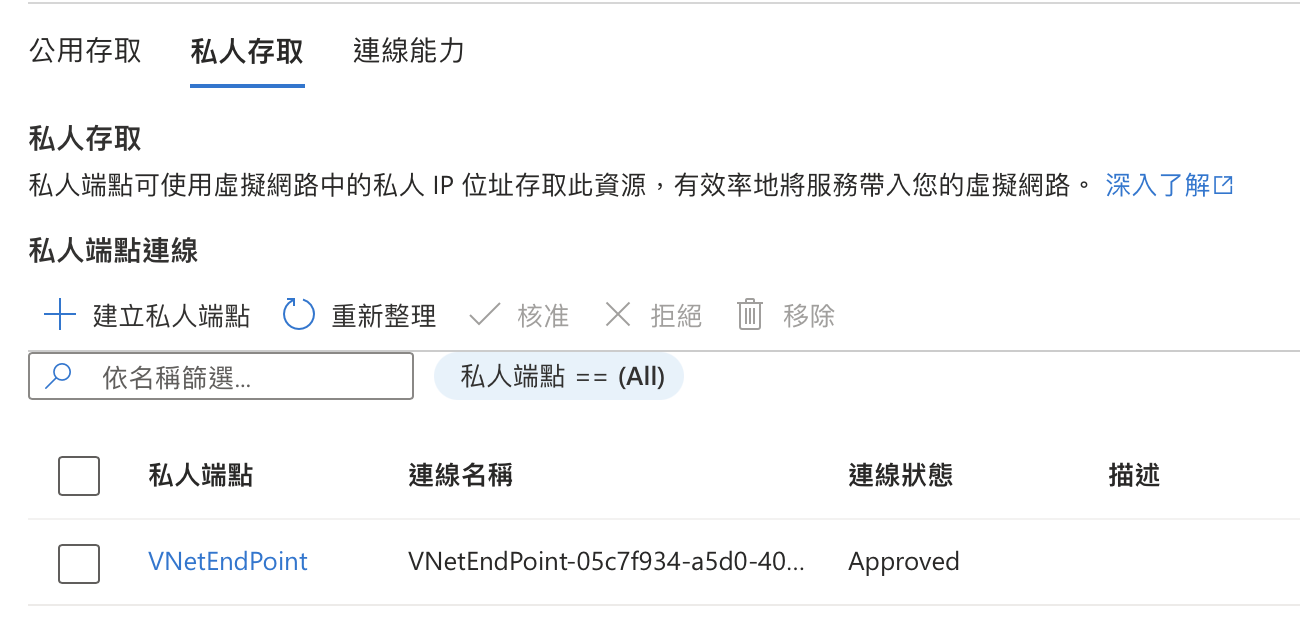 公用存取 私人存取 連線能力
私人存取
私人端點可使用虛擬網路中的私人 IP 位址存取此資源，有效率地將服務帶入您的虛擬網路。 深入了解
私人端點連線
建立私人端點 重新整理 核准 拒絕 移除
依名稱篩選... 私人端點 == (All)
私人端點 連線名稱 連線狀態 描述
VNetEndPoint VNetEndPoint-05c7f934-a5d0-40... Approved